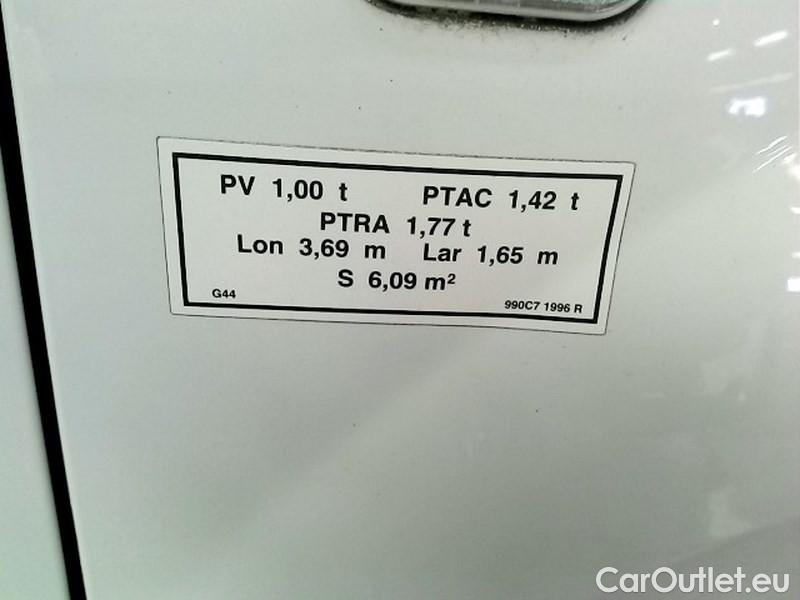 PV 1,00 t PTAC 1,42 t
PTRA 1,77 t
Lon 3,69 m Lar 1,65 m
S 6,09 m²
G44 990C7 1996 R
CarOutlet.eu